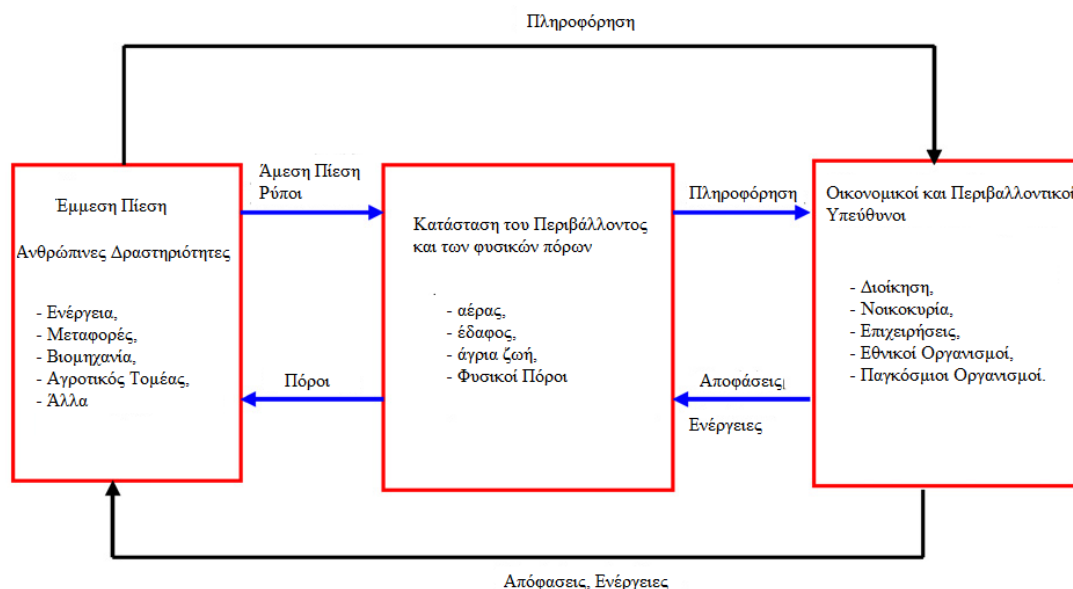 Πληροφόρηση
Έμμεση Πίεση
Ανθρώπινες Δραστηριότητες
- Ενέργεια,
- Μεταφορές,
- Βιομηχανία,
- Αγροτικός Τομέας,
- Άλλα
Άμεση Πίεση
Ρύποι
Πόροι
Κατάσταση του Περιβάλλοντος
και των φυσικών πόρων
.
- αέρας,
- έδαφος,
- άγρια ζωή,
- Φυσικοί Πόροι
Πληροφόρηση
Αποφάσεις
Ενέργειες
Οικονομικοί και Περιβαλλοντικοί
Υπεύθυνοι
- Διοίκηση,
- Νοικοκυρία,
- Επιχειρήσεις,
- Εθνικοί Οργανισμοί,
- Παγκόσμιοι Οργανισμοί.
Απόφασεις, Ενέργειες